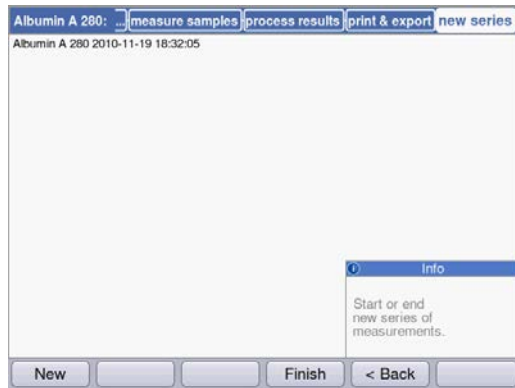 Albumin A 280: ... measure samples process results print & export new series
Albumin A 280 2010-11-19 18:32:05
Info
Start or end
new series of
measurements.
New Finish < Back